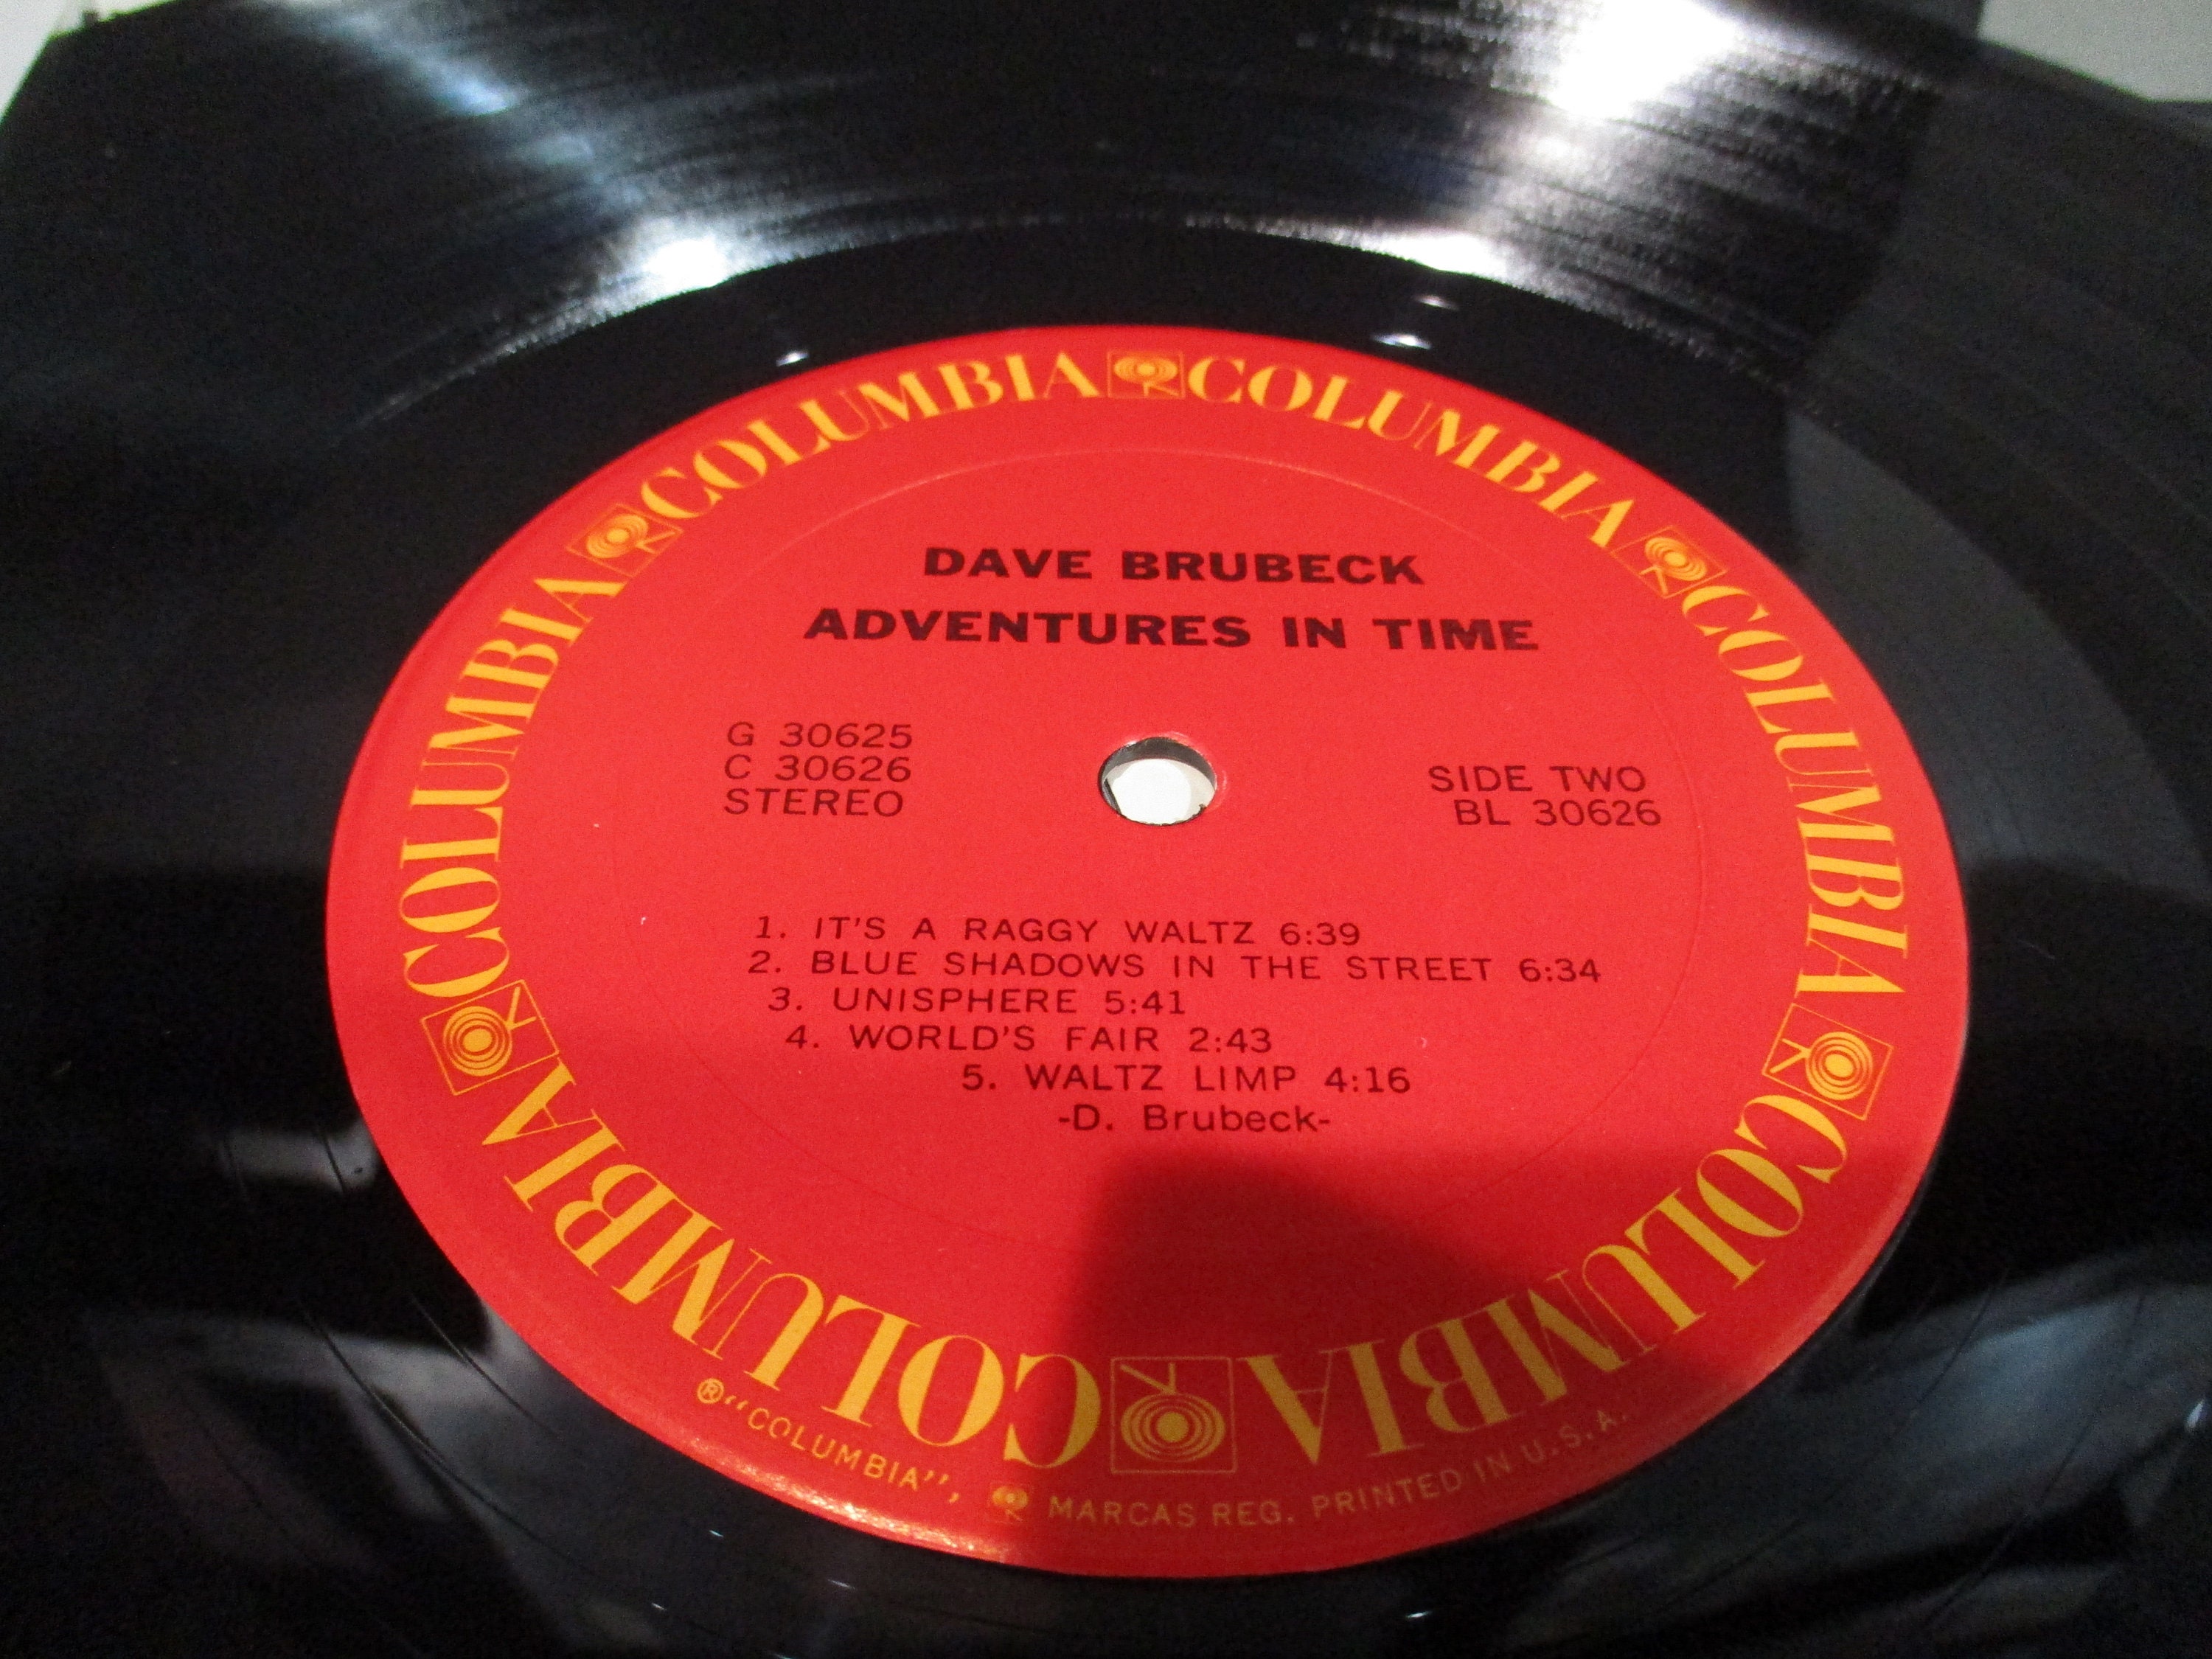 COLUMBIA COLUMBIA COLUMBIA COLUMBIA COLUMBIA COLUMBIA
DAVE BRUBECK
ADVENTURES IN TIME
G 30625
C 30626
STEREO
SIDE TWO
BL 30626
1. IT'S A RAGGY WALTZ 6:39
2. BLUE SHADOWS IN THE STREET 6:34
3. UNISPHERE 5:41
4. WORLD'S FAIR 2:43
5. WALTZ LIMP 4:16
-D. Brubeck-
®"COLUMBIA", MARCAS REG. PRINTED IN U.S.A.